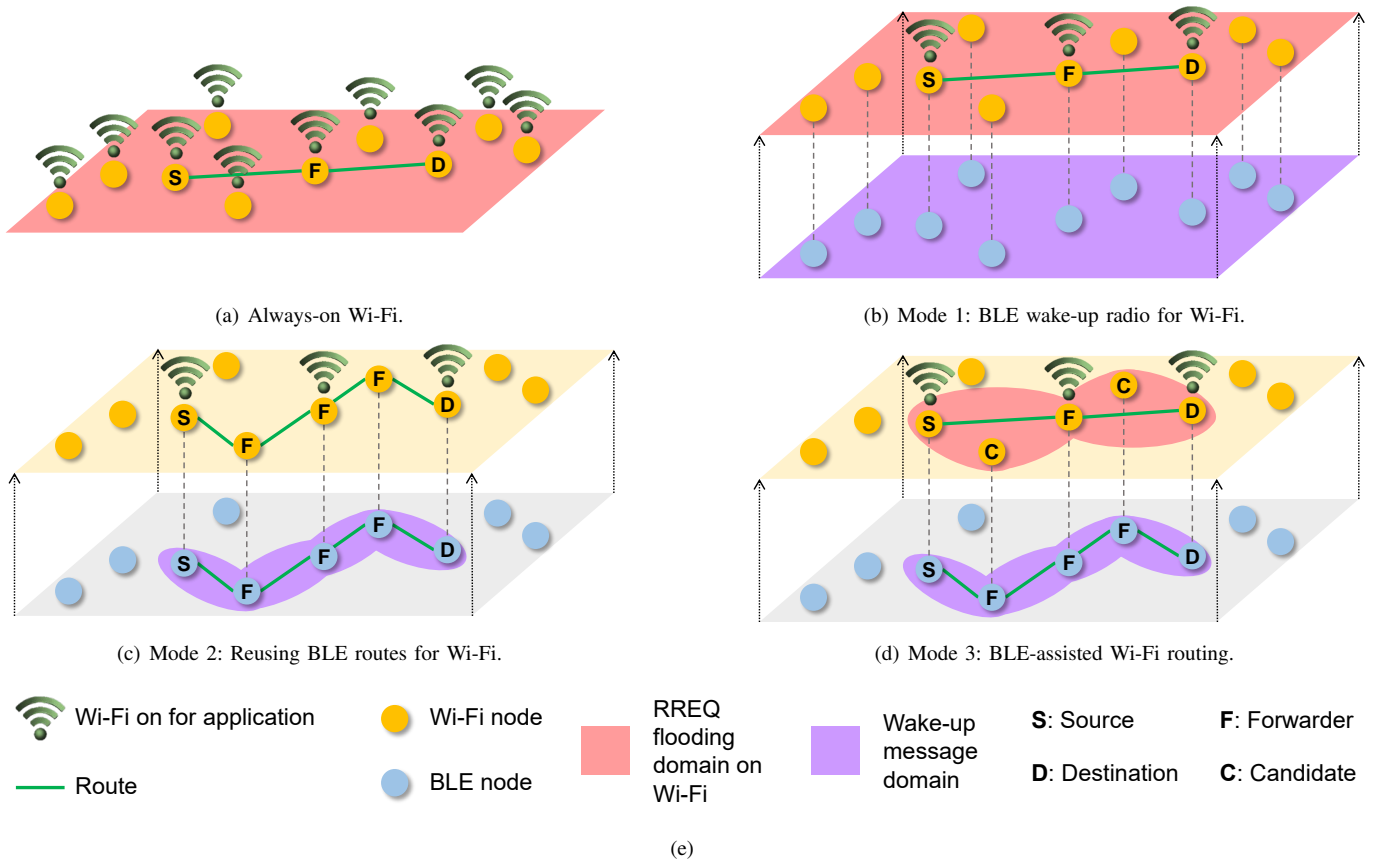 S
F
D
(a) Always-on Wi-Fi.
S
F
D
(b) Mode 1: BLE wake-up radio for Wi-Fi.
S
F
F
F
D
S
F
F
F
D
(c) Mode 2: Reusing BLE routes for Wi-Fi.
S
C
F
C
D
S
F
F
F
D
(d) Mode 3: BLE-assisted Wi-Fi routing.
Wi-Fi on for application
Route
Wi-Fi node
BLE node
RREQ
flooding
domain on
Wi-Fi
Wake-up
message
domain
S: Source
D: Destination
F: Forwarder
C: Candidate
(e)